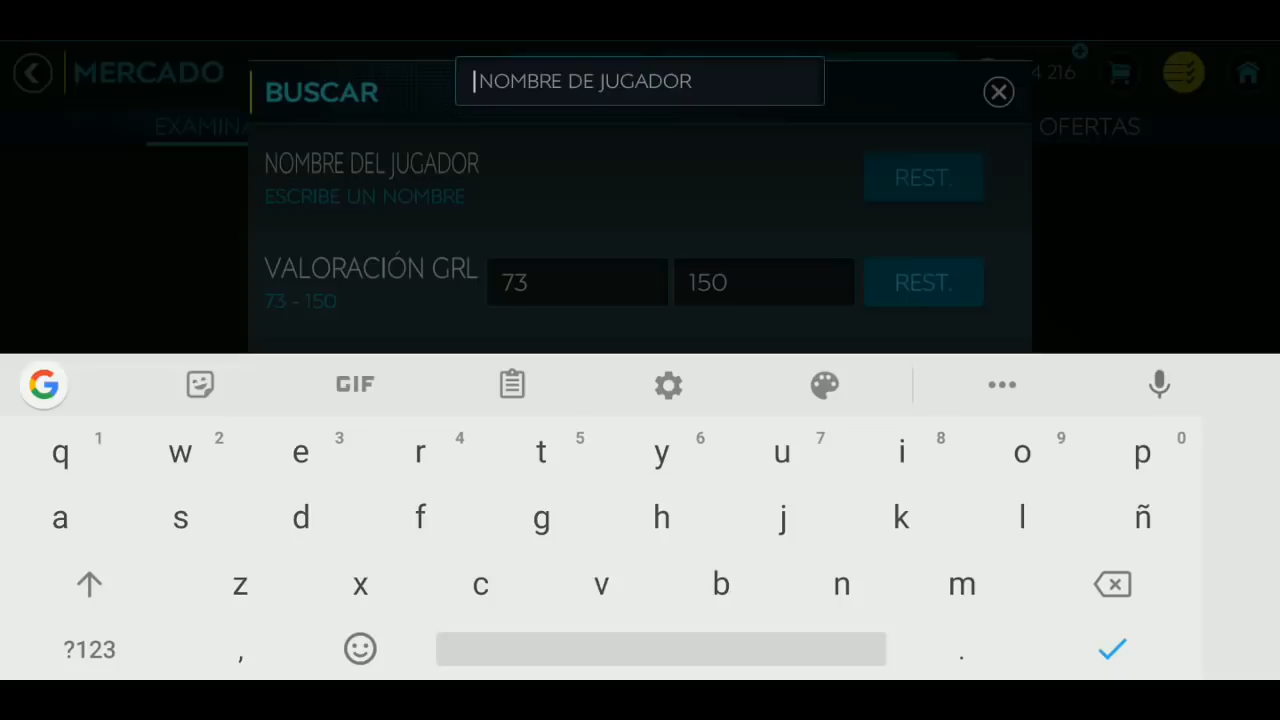 MERCADO
BUSCAR
NOMBRE DE JUGADOR
4 216
EXAMINA
OFERTAS
NOMBRE DEL JUGADOR
ESCRIBE UN NOMBRE
REST.
VALORACIÓN GRL
73 - 150
73
150
REST.
G
GIF
q 1 w 2 e 3 r 4 t 5 y 6 u 7 i 8 o 9 p 0
a s d f g h j k l ñ
z x c v b n m
?123 , .